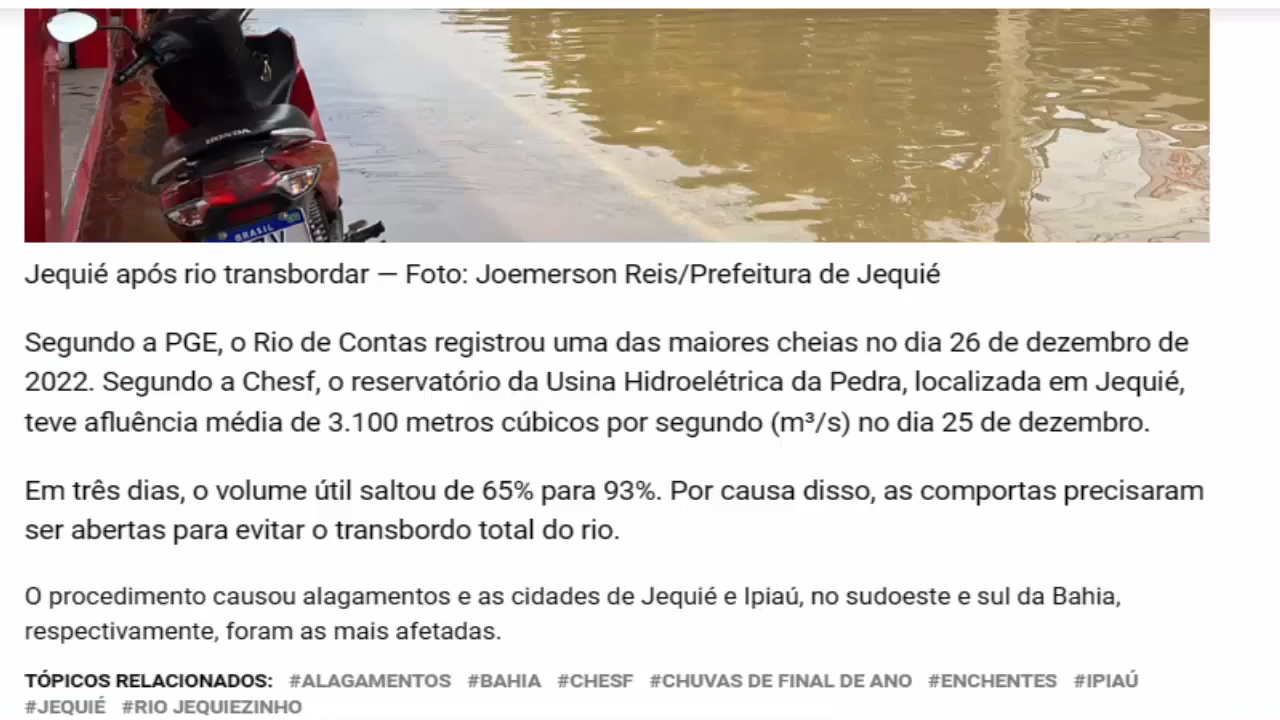 HONDA
BRASIL
Jequié após rio transbordar — Foto: Joemerson Reis/Prefeitura de Jequié
Segundo a PGE, o Rio de Contas registrou uma das maiores cheias no dia 26 de dezembro de
2022. Segundo a Chesf, o reservatório da Usina Hidroelétrica da Pedra, localizada em Jequié,
teve afluência média de 3.100 metros cúbicos por segundo (m³/s) no dia 25 de dezembro.
Em três dias, o volume útil saltou de 65% para 93%. Por causa disso, as comportas precisaram
ser abertas para evitar o transbordo total do rio.
O procedimento causou alagamentos e as cidades de Jequié e Ipiaú, no sudoeste e sul da Bahia,
respectivamente, foram as mais afetadas.
TÓPICOS RELACIONADOS: #ALAGAMENTOS #BAHIA #CHESF #CHUVAS DE FINAL DE ANO #ENCHENTES #IPIAÚ
#JEQUIÉ #RIO JEQUIEZINHO